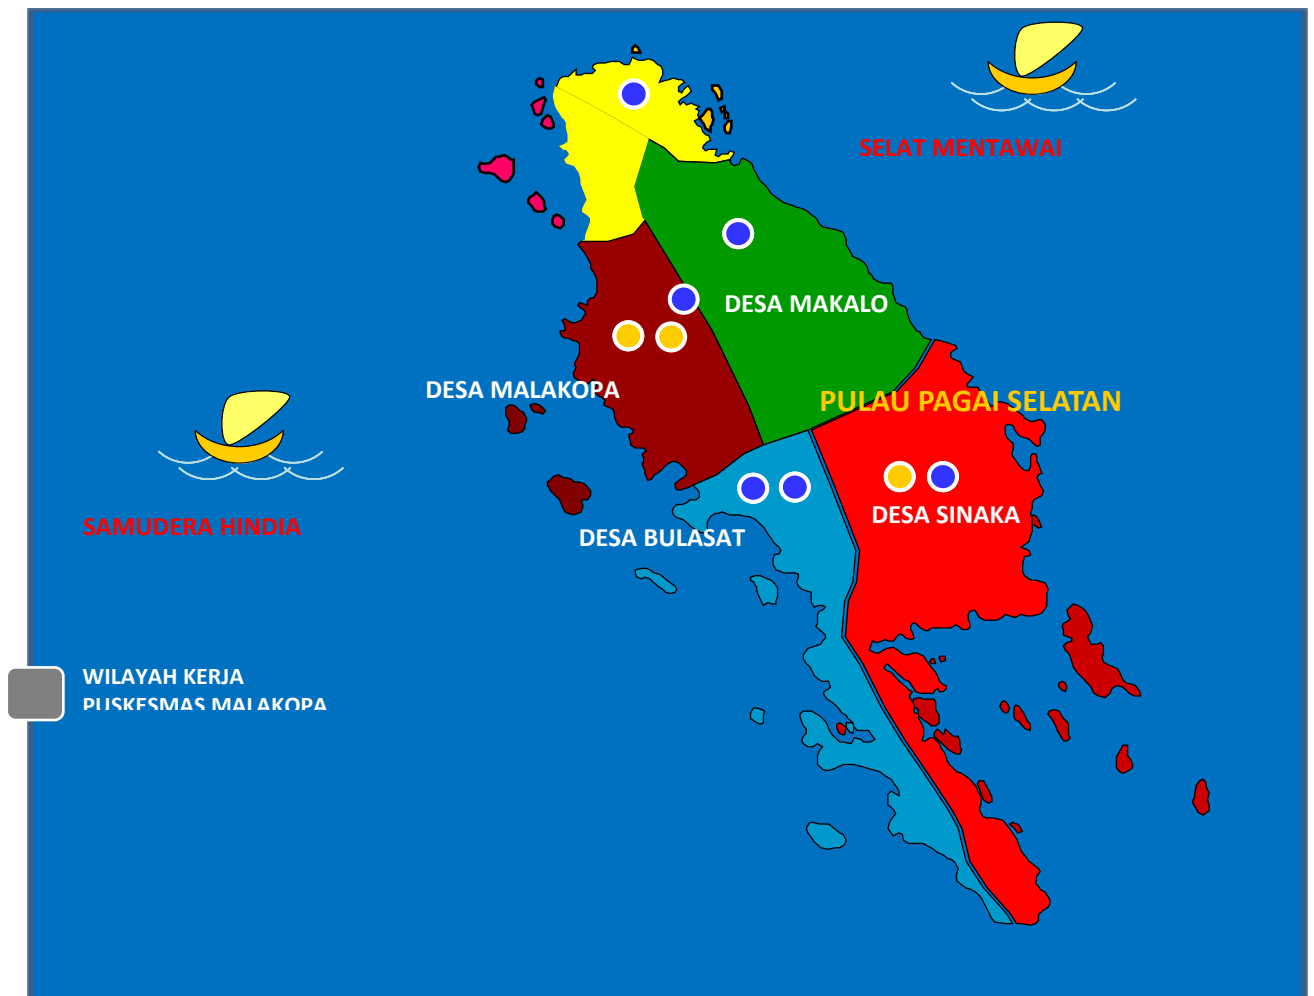 SELAT MENTAWAI
DESA MAKALO
DESA MALAKOPA
PULAU PAGAI SELATAN
DESA SINAKA
SAMUDERA HINDIA
DESA BULASAT
WILAYAH KERJA
PUSKESMAS MALAKOPA